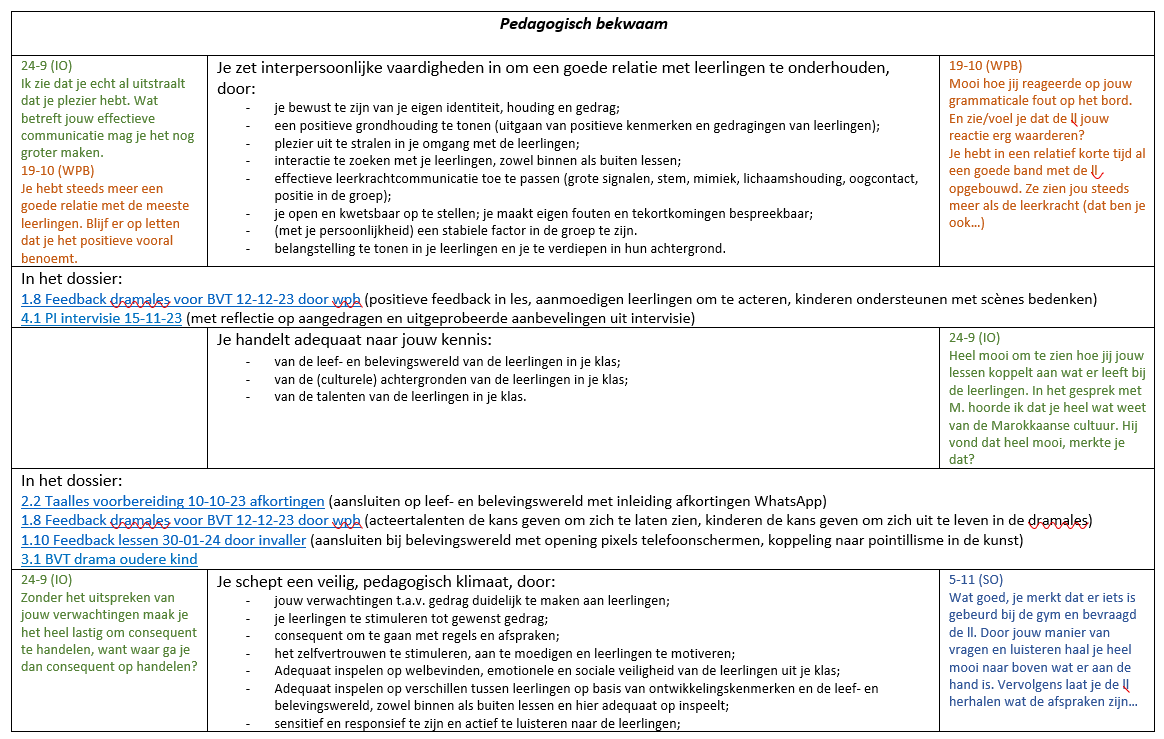 Pedagogisch bekwaam
24-9 (IO)
Ik zie dat je echt al uitstraalt
dat je plezier hebt. Wat
betreft jouw effectieve
communicatie mag je het nog
groter maken.
19-10 (WPB)
Je hebt steeds meer een
goede relatie met de meeste
leerlingen. Blijf er op letten
dat je het positieve vooral
benoemt.
Je zet interpersoonlijke vaardigheden in om een goede relatie met leerlingen te onderhouden,
door:
- je bewust te zijn van je eigen identiteit, houding en gedrag;
- een positieve grondhouding te tonen (uitgaan van positieve kenmerken en gedragingen van leerlingen);
- plezier uit te stralen in je omgang met de leerlingen;
- interactie te zoeken met je leerlingen, zowel binnen als buiten lessen;
- effectieve leerkrachtcommunicatie toe te passen (grote signalen, stem, mimiek, lichaamshouding, oogcontact,
positie in de groep);
- je open en kwetsbaar op te stellen; je maakt eigen fouten en tekortkomingen bespreekbaar;
- (met je persoonlijkheid) een stabiele factor in de groep te zijn.
- belangstelling te tonen in je leerlingen en je te verdiepen in hun achtergrond.
19-10 (WPB)
Mooi hoe jij reageerde op jouw
grammaticale fout op het bord.
En zie/voel je dat de ll jouw
reactie erg waarderen?
Je hebt in een relatief korte tijd al
een goede band met de ll
opgebouwd. Ze zien jou steeds
meer als de leerkracht (dat ben je
ook…)
In het dossier:
1.8 Feedback dramales voor BVT 12-12-23 door wpb (positieve feedback in les, aanmoedigen leerlingen om te acteren, kinderen ondersteunen met scènes bedenken)
4.1 PI intervisie 15-11-23 (met reflectie op aangedragen en uitgeprobeerde aanbevelingen uit intervisie)
Je handelt adequaat naar jouw kennis:
- van de leef- en belevingswereld van de leerlingen in je klas;
- van de (culturele) achtergronden van de leerlingen in je klas;
- van de talenten van de leerlingen in je klas.
24-9 (IO)
Heel mooi om te zien hoe jij jouw
lessen koppelt aan wat er leeft bij
de leerlingen. In het gesprek met
M. hoorde ik dat je heel wat weet
van de Marokkaanse cultuur. Hij
vond dat heel mooi, merkte je
dat?
In het dossier:
2.2 Taalles voorbereiding 10-10-23 afkortingen (aansluiten op leef- en belevingswereld met inleiding afkortingen WhatsApp)
1.8 Feedback dramales voor BVT 12-12-23 door wpb (acteertalenten de kans geven om zich te laten zien, kinderen de kans geven om zich uit te leven in de dramales)
1.10 Feedback lessen 30-01-24 door invaller (aansluiten bij belevingswereld met opening pixels telefoonschermen, koppeling naar pointillisme in de kunst)
3.1 BVT drama oudere kind
24-9 (IO)
Zonder het uitspreken van
jouw verwachtingen maak je
het heel lastig om consequent
te handelen, want waar ga je
dan consequent op handelen?
Je schept een veilig, pedagogisch klimaat, door:
- jouw verwachtingen t.a.v. gedrag duidelijk te maken aan leerlingen;
- je leerlingen te stimuleren tot gewenst gedrag;
- consequent om te gaan met regels en afspraken;
- het zelfvertrouwen te stimuleren, aan te moedigen en leerlingen te motiveren;
- Adequaat inspelen op welbevinden, emotionele en sociale veiligheid van de leerlingen uit je klas;
- Adequaat inspelen op verschillen tussen leerlingen op basis van ontwikkelingskenmerken en de leef- en
belevingswereld, zowel binnen als buiten lessen en hier adequaat op inspeelt;
- sensitief en responsief te zijn en actief te luisteren naar de leerlingen;
5-11 (SO)
Wat goed, je merkt dat er iets is
gebeurd bij de gym en bevraagd
de ll. Door jouw manier van
vragen en luisteren haal je heel
mooi naar boven wat er aan de
hand is. Vervolgens laat je de ll
herhalen wat de afspraken zijn…